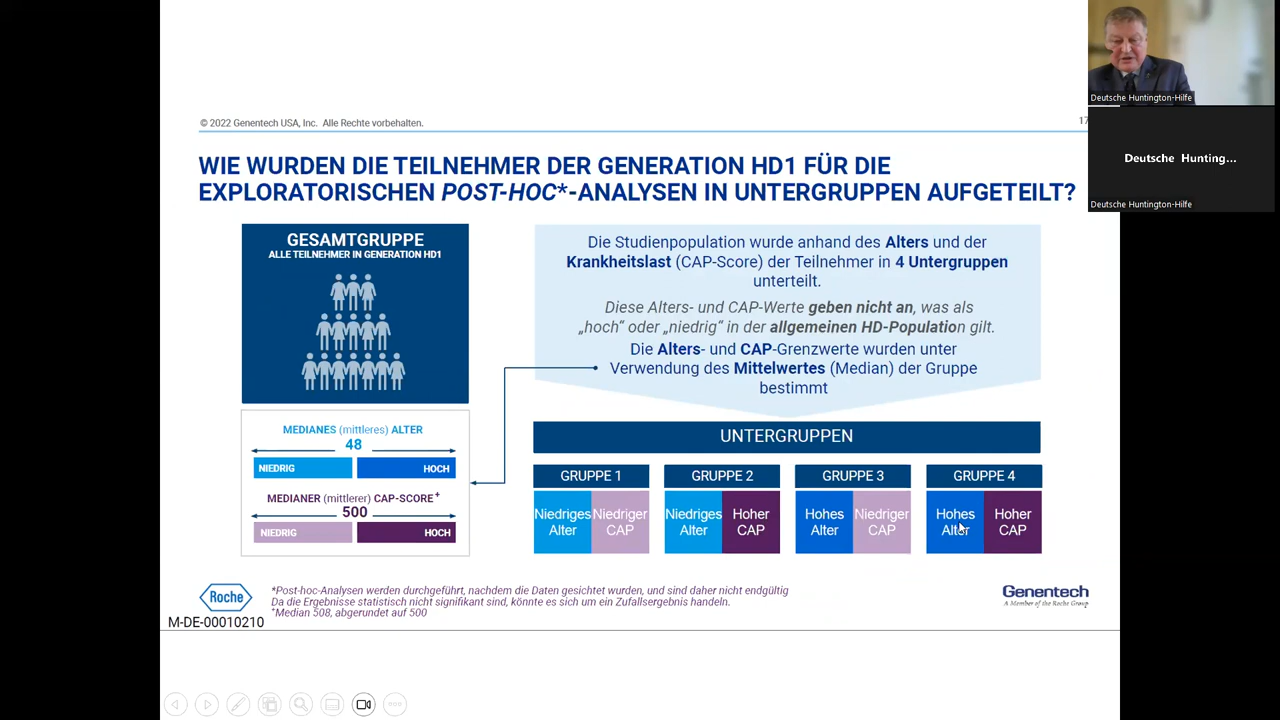 © 2022 Genentech USA, Inc. Alle Rechte vorbehalten.
17
WIE WURDEN DIE TEILNEHMER DER GENERATION HD1 FÜR DIE
EXPLORATORISCHEN POST-HOC*-ANALYSEN IN UNTERGRUPPEN AUFGETEILT?
GESAMTGRUPPE
ALLE TEILNEHMER IN GENERATION HD1
Die Studienpopulation wurde anhand des Alters und der
Krankheitslast (CAP-Score) der Teilnehmer in 4 Untergruppen
unterteilt.
Diese Alters- und CAP-Werte geben nicht an, was als
„hoch“ oder „niedrig“ in der allgemeinen HD-Population gilt.
Die Alters- und CAP-Grenzwerte wurden unter
Verwendung des Mittelwertes (Median) der Gruppe
bestimmt
MEDIANES (mittleres) ALTER
48
NIEDRIG HOCH
MEDIANER (mittlerer) CAP-SCORE+
500
NIEDRIG HOCH
UNTERGRUPPEN
GRUPPE 1 GRUPPE 2 GRUPPE 3 GRUPPE 4
Niedriges Niedriger Niedriges Hoher Hohes Niedriger Hohes Hoher
Alter CAP Alter CAP Alter CAP Alter CAP
*Post-hoc-Analysen werden durchgeführt, nachdem die Daten gesichtet wurden, und sind daher nicht endgültig
Da die Ergebnisse statistisch nicht signifikant sind, könnte es sich um ein Zufallsergebnis handeln.
+Median 508, abgerundet auf 500
Roche
M-DE-00010210
Genentech
A Member of the Roche Group
Deutsche Huntington-Hilfe
Deutsche Hunting...
Deutsche Huntington-Hilfe